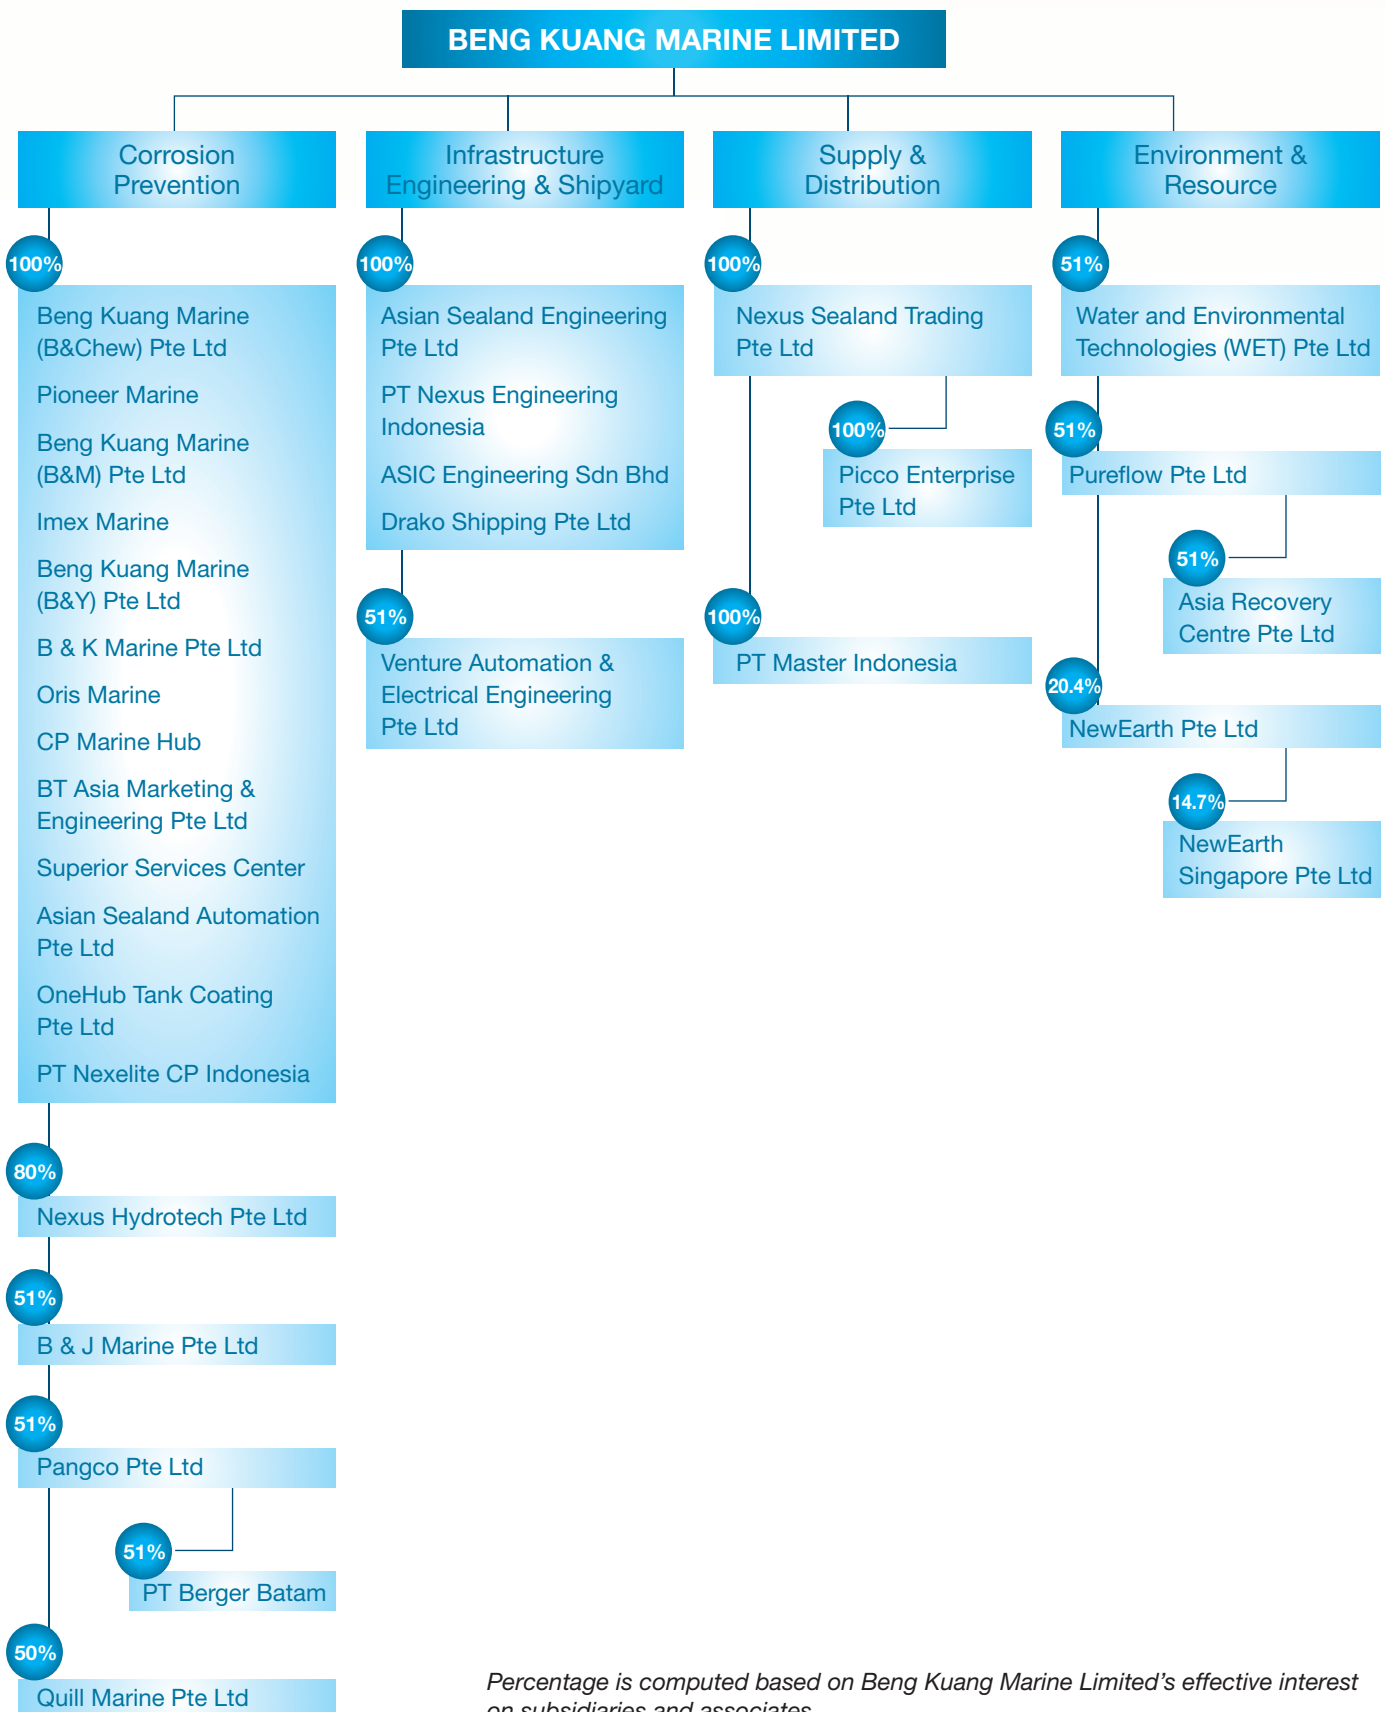 BENG KUANG MARINE LIMITED
Corrosion
Prevention
100%
Beng Kuang Marine
(B&Chew) Pte Ltd
Pioneer Marine
Beng Kuang Marine
(B&M) Pte Ltd
Imex Marine
Beng Kuang Marine
(B&Y) Pte Ltd
B & K Marine Pte Ltd
Oris Marine
CP Marine Hub
BT Asia Marketing &
Engineering Pte Ltd
Superior Services Center
Asian Sealand Automation
Pte Ltd
OneHub Tank Coating
Pte Ltd
PT Nexelite CP Indonesia
80%
Nexus Hydrotech Pte Ltd
51%
B & J Marine Pte Ltd
51%
Pangco Pte Ltd
51%
PT Berger Batam
50%
Quill Marine Pte Ltd
Infrastructure
Engineering & Shipyard
100%
Asian Sealand Engineering
Pte Ltd
PT Nexus Engineering
Indonesia
ASIC Engineering Sdn Bhd
Drako Shipping Pte Ltd
51%
Venture Automation &
Electrical Engineering
Pte Ltd
Supply &
Distribution
100%
Nexus Sealand Trading
Pte Ltd
100%
Picco Enterprise
Pte Ltd
100%
PT Master Indonesia
Environment &
Resource
51%
Water and Environmental
Technologies (WET) Pte Ltd
51%
Pureflow Pte Ltd
51%
Asia Recovery
Centre Pte Ltd
20.4%
NewEarth Pte Ltd
14.7%
NewEarth
Singapore Pte Ltd
Percentage is computed based on Beng Kuang Marine Limited's effective interest
on subsidiaries and associates